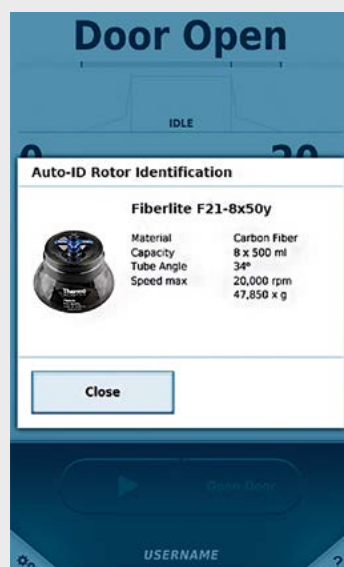 Door Open
IDLE
Auto-ID Rotor Identification
Fiberlite F21-8x50y
Material Carbon Fiber
Capacity 8 x 500 ml
Tube Angle 34°
Speed max 20,000 rpm
47,850 x g
Thermo
Close
Open Door
USERNAME
?